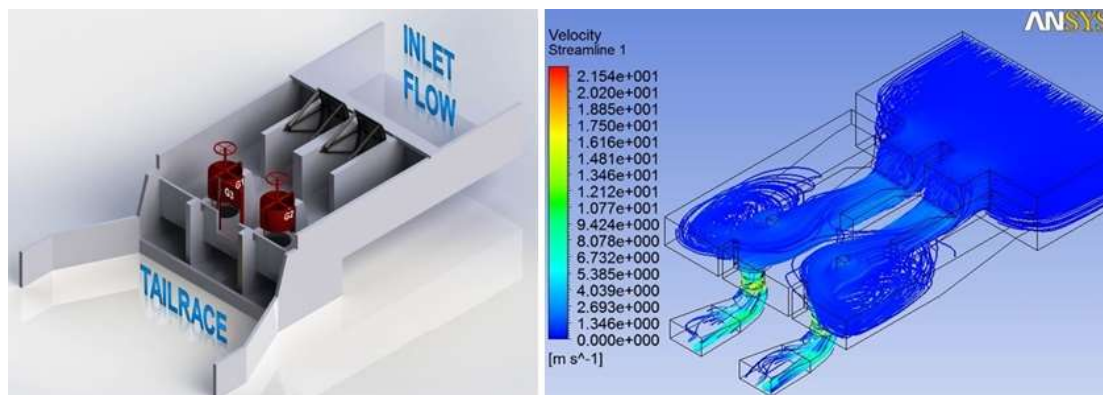 INLET
FLOW
G1
G3
G2
TAILRACE
ANSYS
Velocity
Streamline 1
2.154e+001
2.020e+001
1.885e+001
1.750e+001
1.616e+001
1.481e+001
1.346e+001
1.212e+001
1.077e+001
9.424e+000
8.078e+000
6.732e+000
5.385e+000
4.039e+000
2.693e+000
1.346e+000
0.000e+000
[m s^-1]